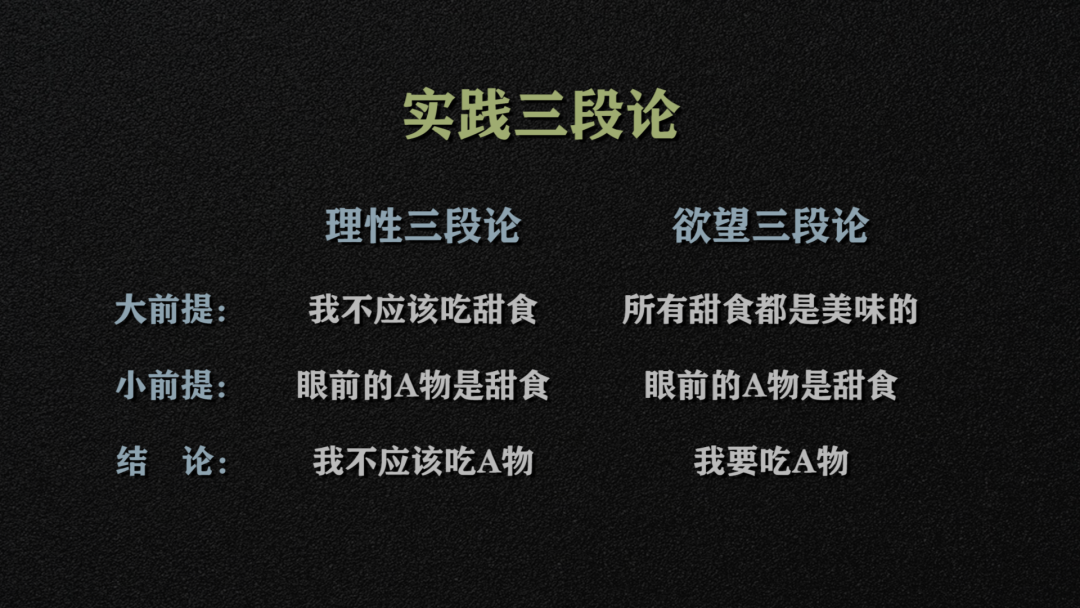 实践三段论
理性三段论 欲望三段论
大前提： 我不应该吃甜食 所有甜食都是美味的
小前提： 眼前的A物是甜食 眼前的A物是甜食
结 论： 我不应该吃A物 我要吃A物